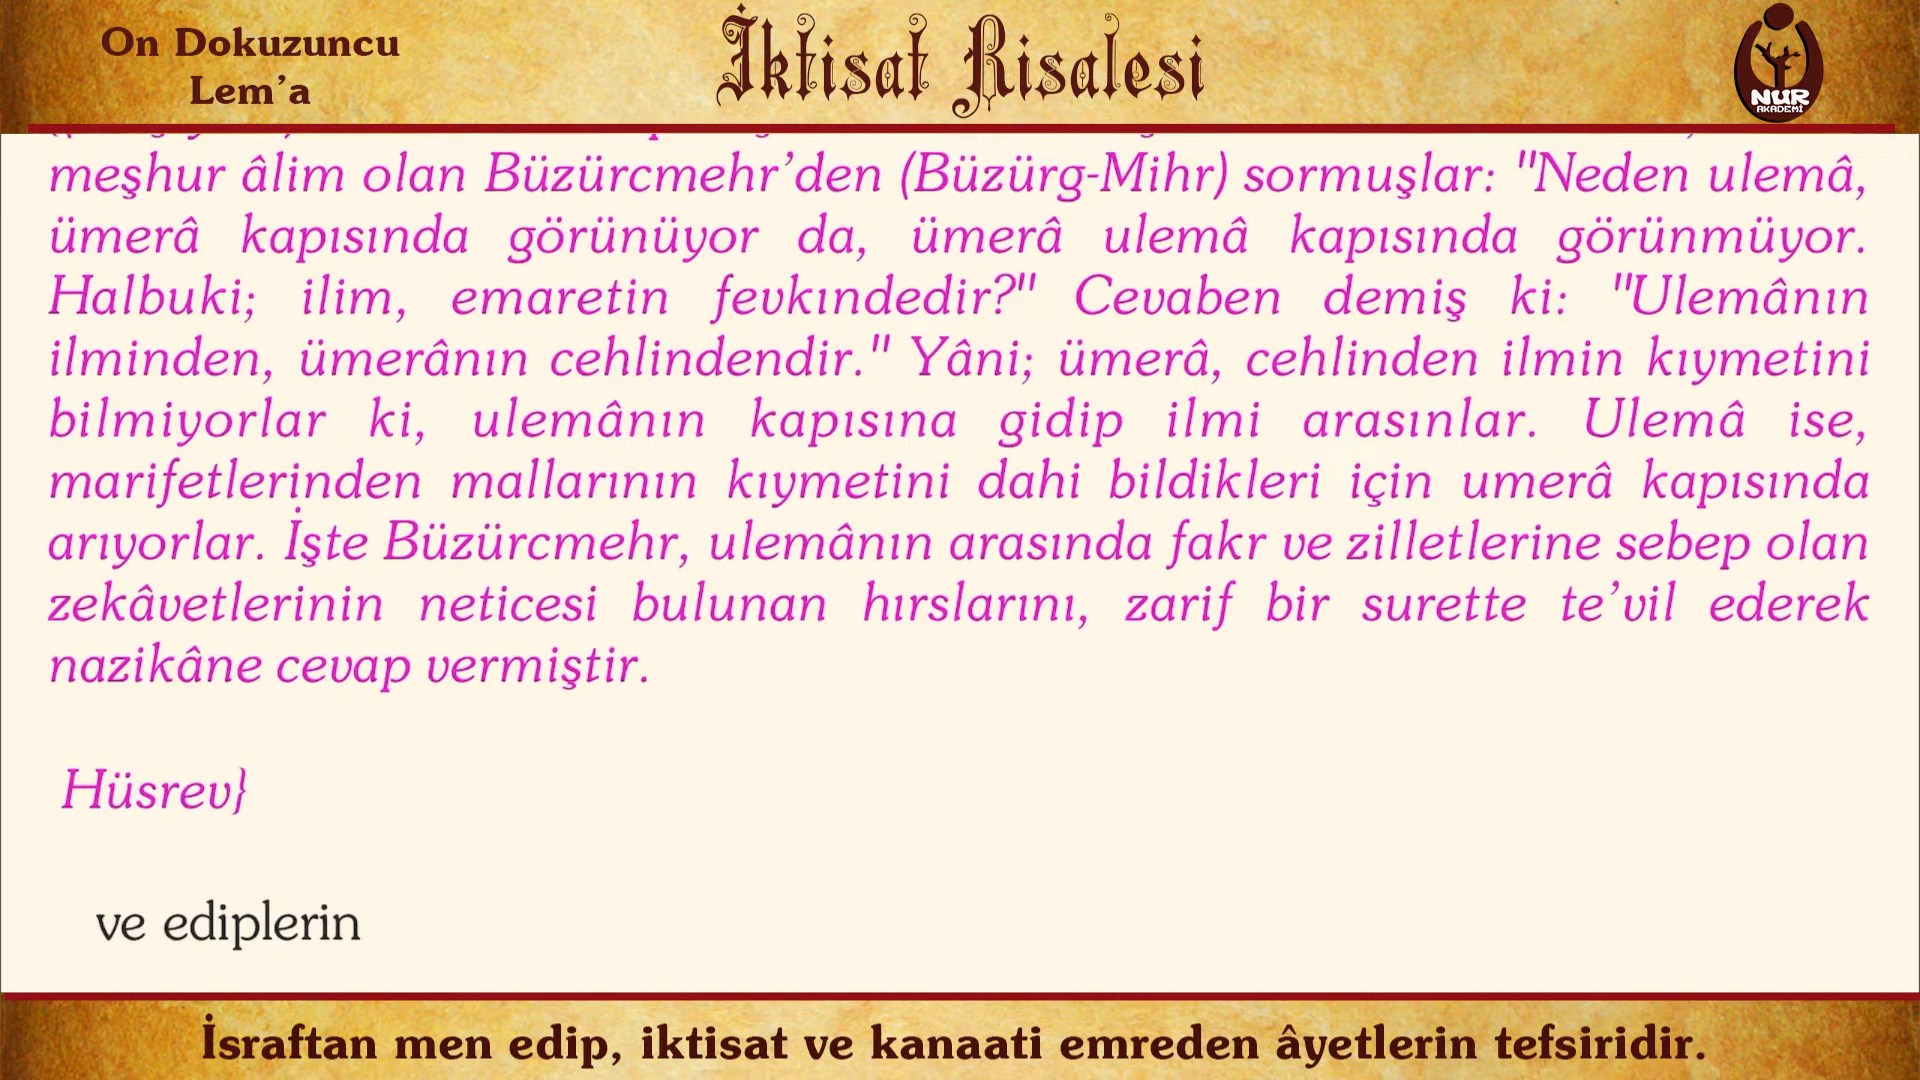 On Dokuzuncu
Lem’a
İktisat Risalesi
NUR
AKADEMİ
meşhur âlim olan Büzürcmehr’den (Büzürg-Mihr) sormuşlar: "Neden ulemâ,
ümerâ kapısında görünüyor da, ümerâ ulemâ kapısında görünmüyor.
Halbuki; ilim, emaretin fevkındedir?" Cevaben demiş ki: "Ulemânın
ilminden, ümerânın cehlindendir." Yâni; ümerâ, cehlinden ilmin kıymetini
bilmiyorlar ki, ulemânın kapısına gidip ilmi arasınlar. Ulemâ ise,
marifetlerinden mallarının kıymetini dahi bildikleri için umerâ kapısında
arıyorlar. İşte Büzürcmehr, ulemânın arasında fakr ve zilletlerine sebep olan
zekâvetlerinin neticesi bulunan hırslarını, zarif bir surette te’vil ederek
nazikâne cevap vermiştir.
Hüsrev}
ve ediplerin
İsraftan men edip, iktisat ve kanaati emreden âyetlerin tefsiridir.